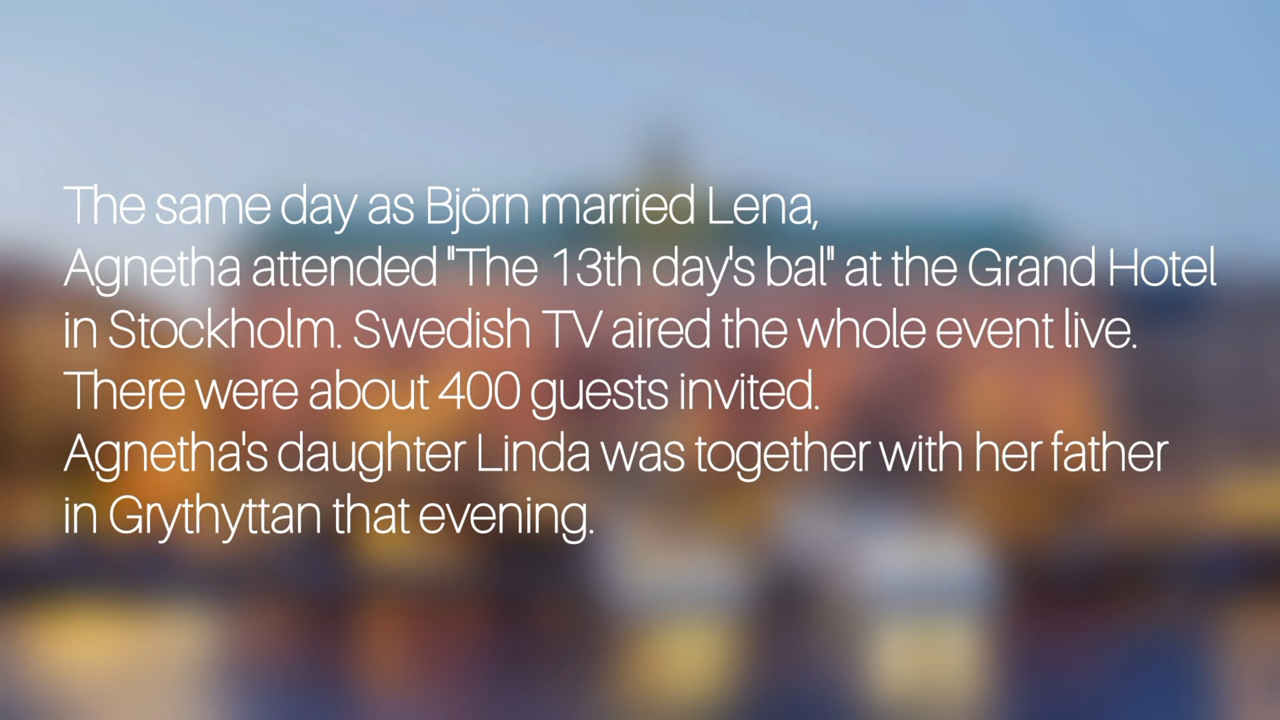 The same day as Björn married Lena,
Agnetha attended "The 13th day's bal" at the Grand Hotel
in Stockholm. Swedish TV aired the whole event live.
There were about 400 guests invited.
Agnetha's daughter Linda was together with her father
in Grythyttan that evening.